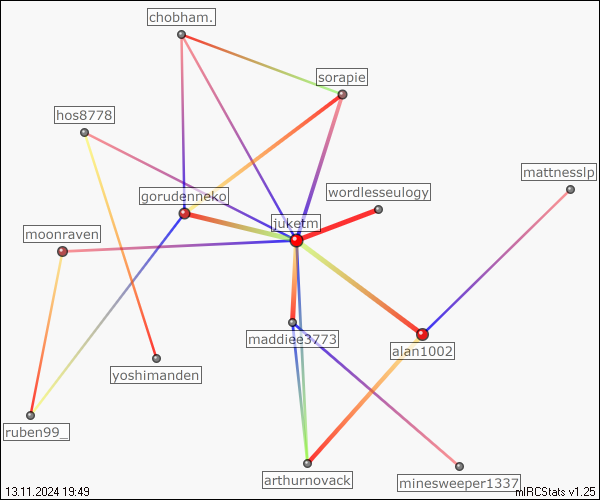 chobham.
sorapie
hos8778
mattnesslp
gorudenneko
wordlesseulogy
juketm
moonraven
maddiee3773
alan1002
yoshimanden
ruben99_
arthurnovack
minesweeper1337
13.11.2024 19:49
mIRCStats v1.25